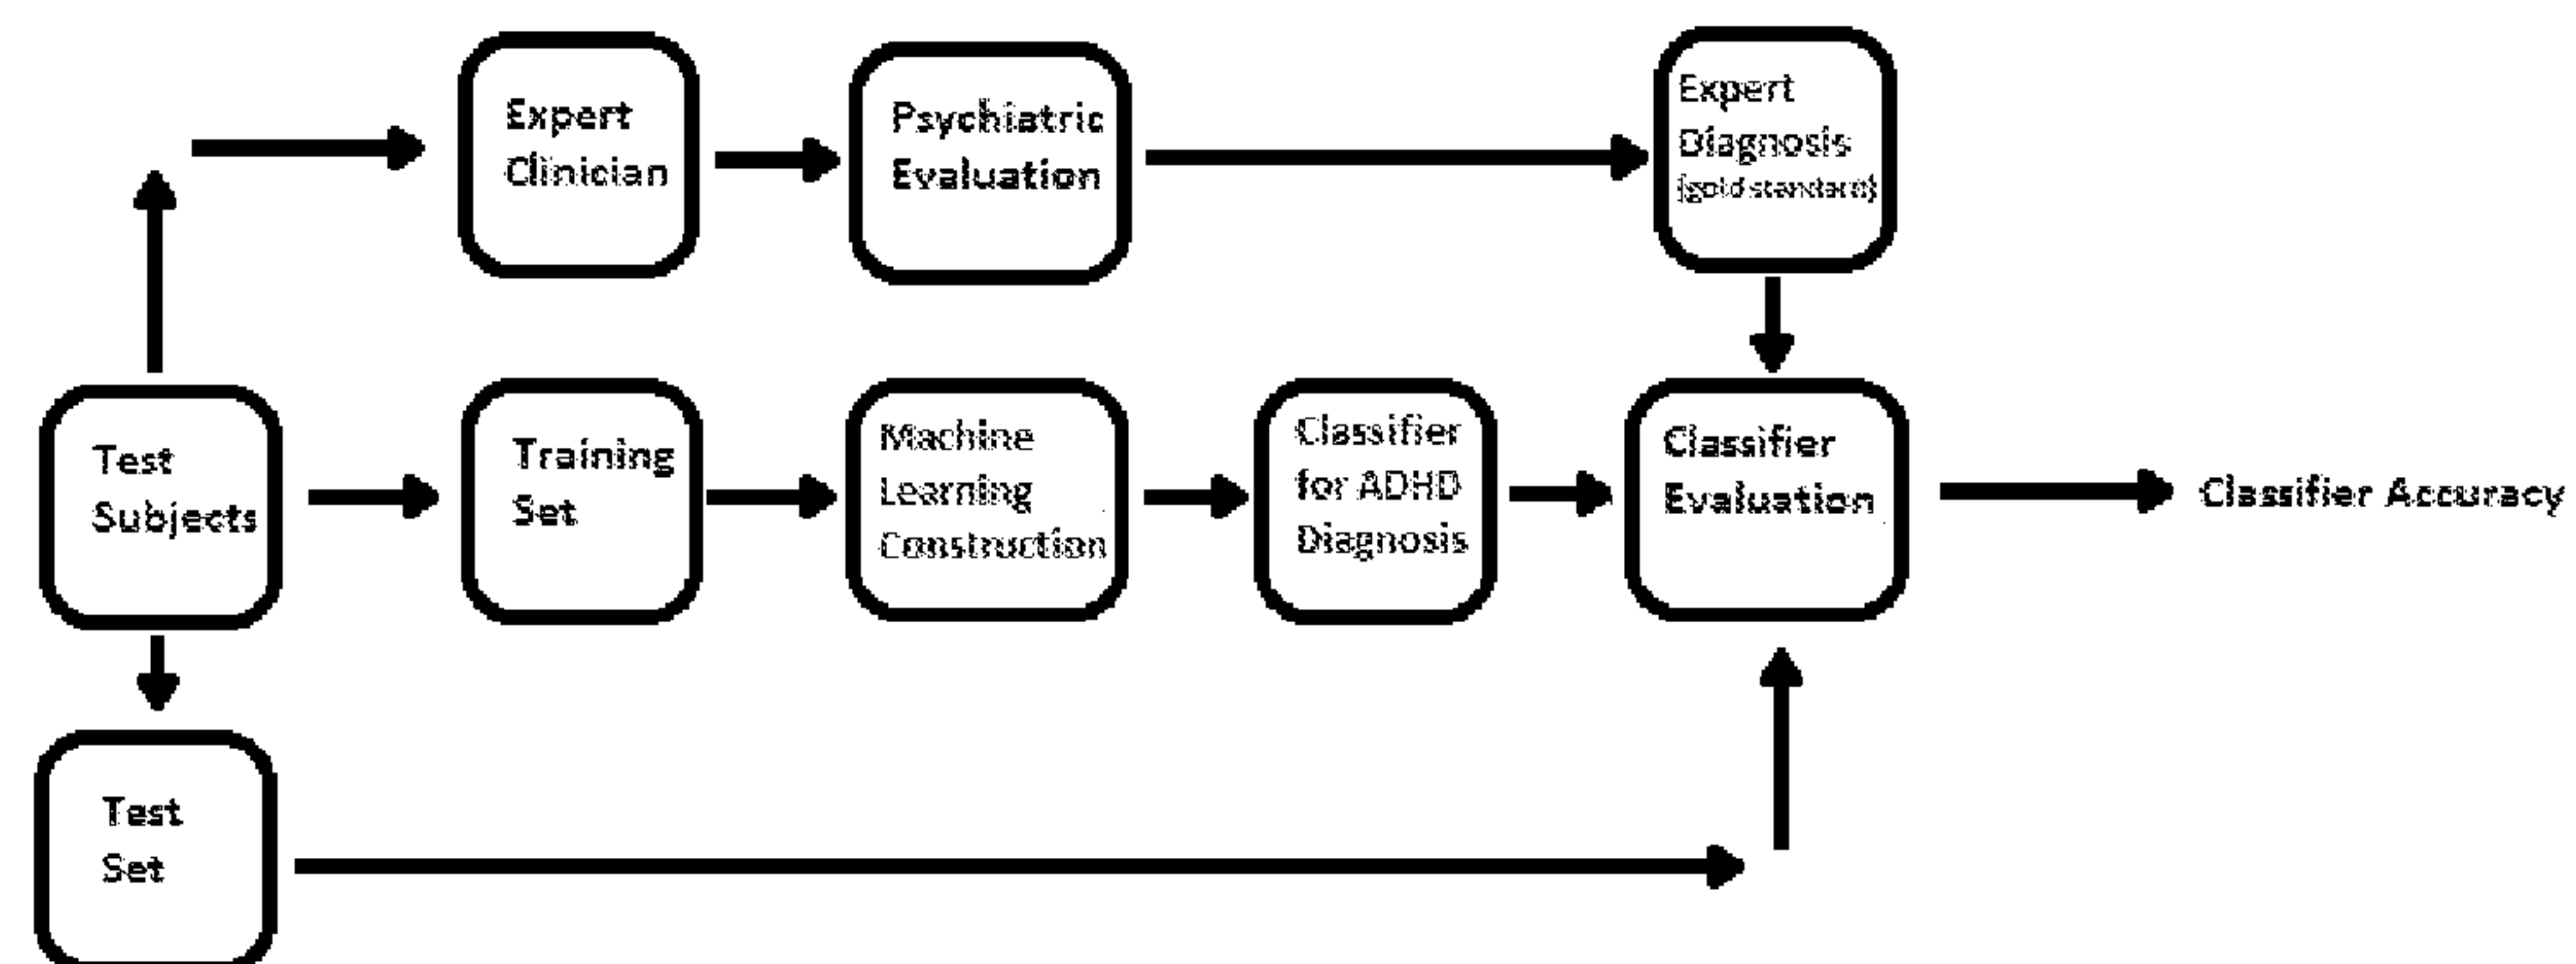 Expert
Clinician
Psychiatric
Evaluation
Expert
Diagnosis
(gold standard)
Test
Subjects
Training
Set
Machine
Learning
Construction
Classifier
for ADHD
Diagnosis
Classifier
Evaluation
Classifier Accuracy
Test
Set